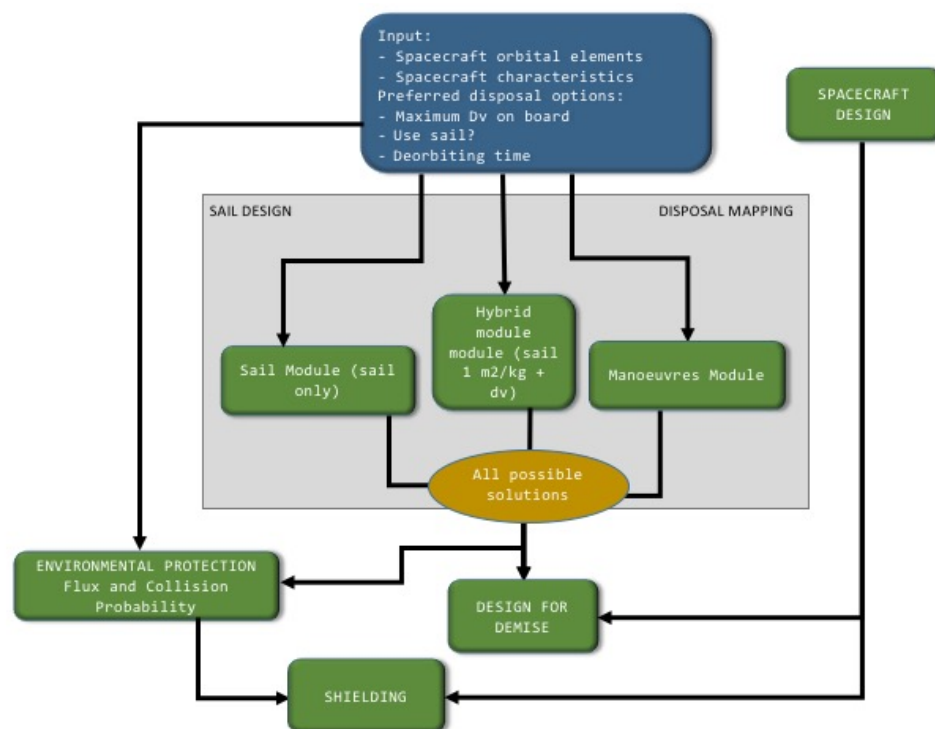 Input:
- Spacecraft orbital elements
- Spacecraft characteristics
Preferred disposal options:
- Maximum Dv on board
- Use sail?
- Deorbiting time
SPACECRAFT
DESIGN
SAIL DESIGN
DISPOSAL MAPPING
Sail Module (sail
only)
Hybrid
module
module (sail
1 m2/kg +
dv)
Manoeuvres Module
All possible
solutions
ENVIRONMENTAL PROTECTION
Flux and Collision
Probability
DESIGN FOR
DEMISE
SHIELDING